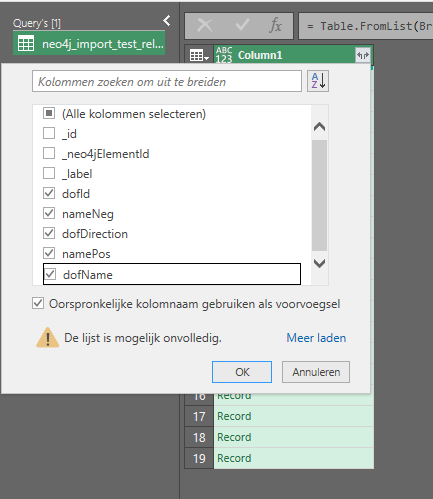 Query's [1]
neo4j_import_test_rel...
= Table.FromList(Br
ABC
123
Column1
Kolommen zoeken om uit te breiden
A
Z
(Alle kolommen selecteren)
_id
_neo4jElementId
_label
dofId
nameNeg
dofDirection
namePos
dofName
Oorspronkelijke kolomnaam gebruiken als voorvoegsel
De lijst is mogelijk onvolledig.
Meer laden
OK
Annuleren
16 Record
17 Record
18 Record
19 Record